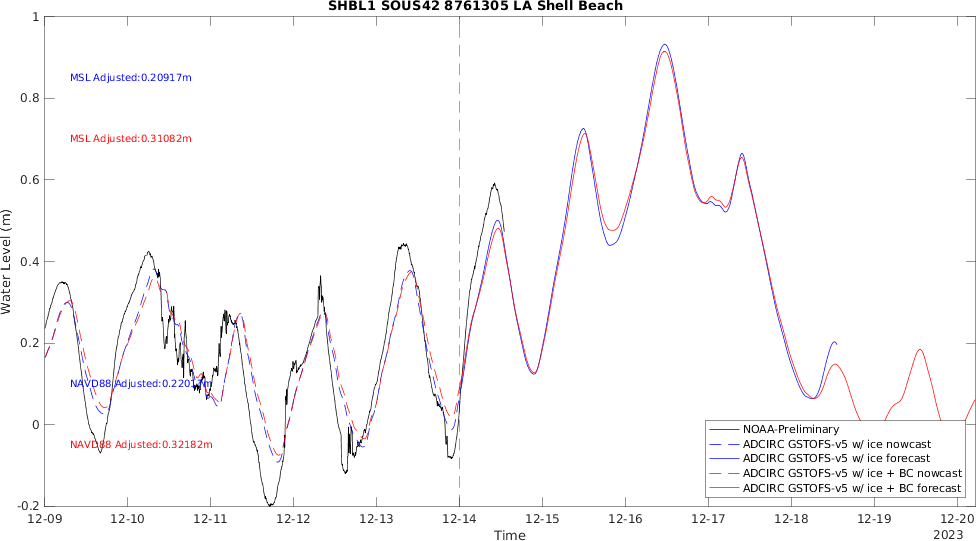 SHBL1 SOUS42 8761305 LA Shell Beach
1
0.8
0.6
0.4
0.2
0
-0.2
Water Level (m)
MSL Adjusted:0.20917m
MSL Adjusted:0.31082m
NAVD88 Adjusted:0.22017m
NAVD88 Adjusted:0.32182m
NOAA-Preliminary
ADCIRC GSTOFS-v5 w/ ice nowcast
ADCIRC GSTOFS-v5 w/ ice forecast
ADCIRC GSTOFS-v5 w/ ice + BC nowcast
ADCIRC GSTOFS-v5 w/ ice + BC forecast
12-09 12-10 12-11 12-12 12-13 12-14 12-15 12-16 12-17 12-18 12-19 12-20
Time
2023